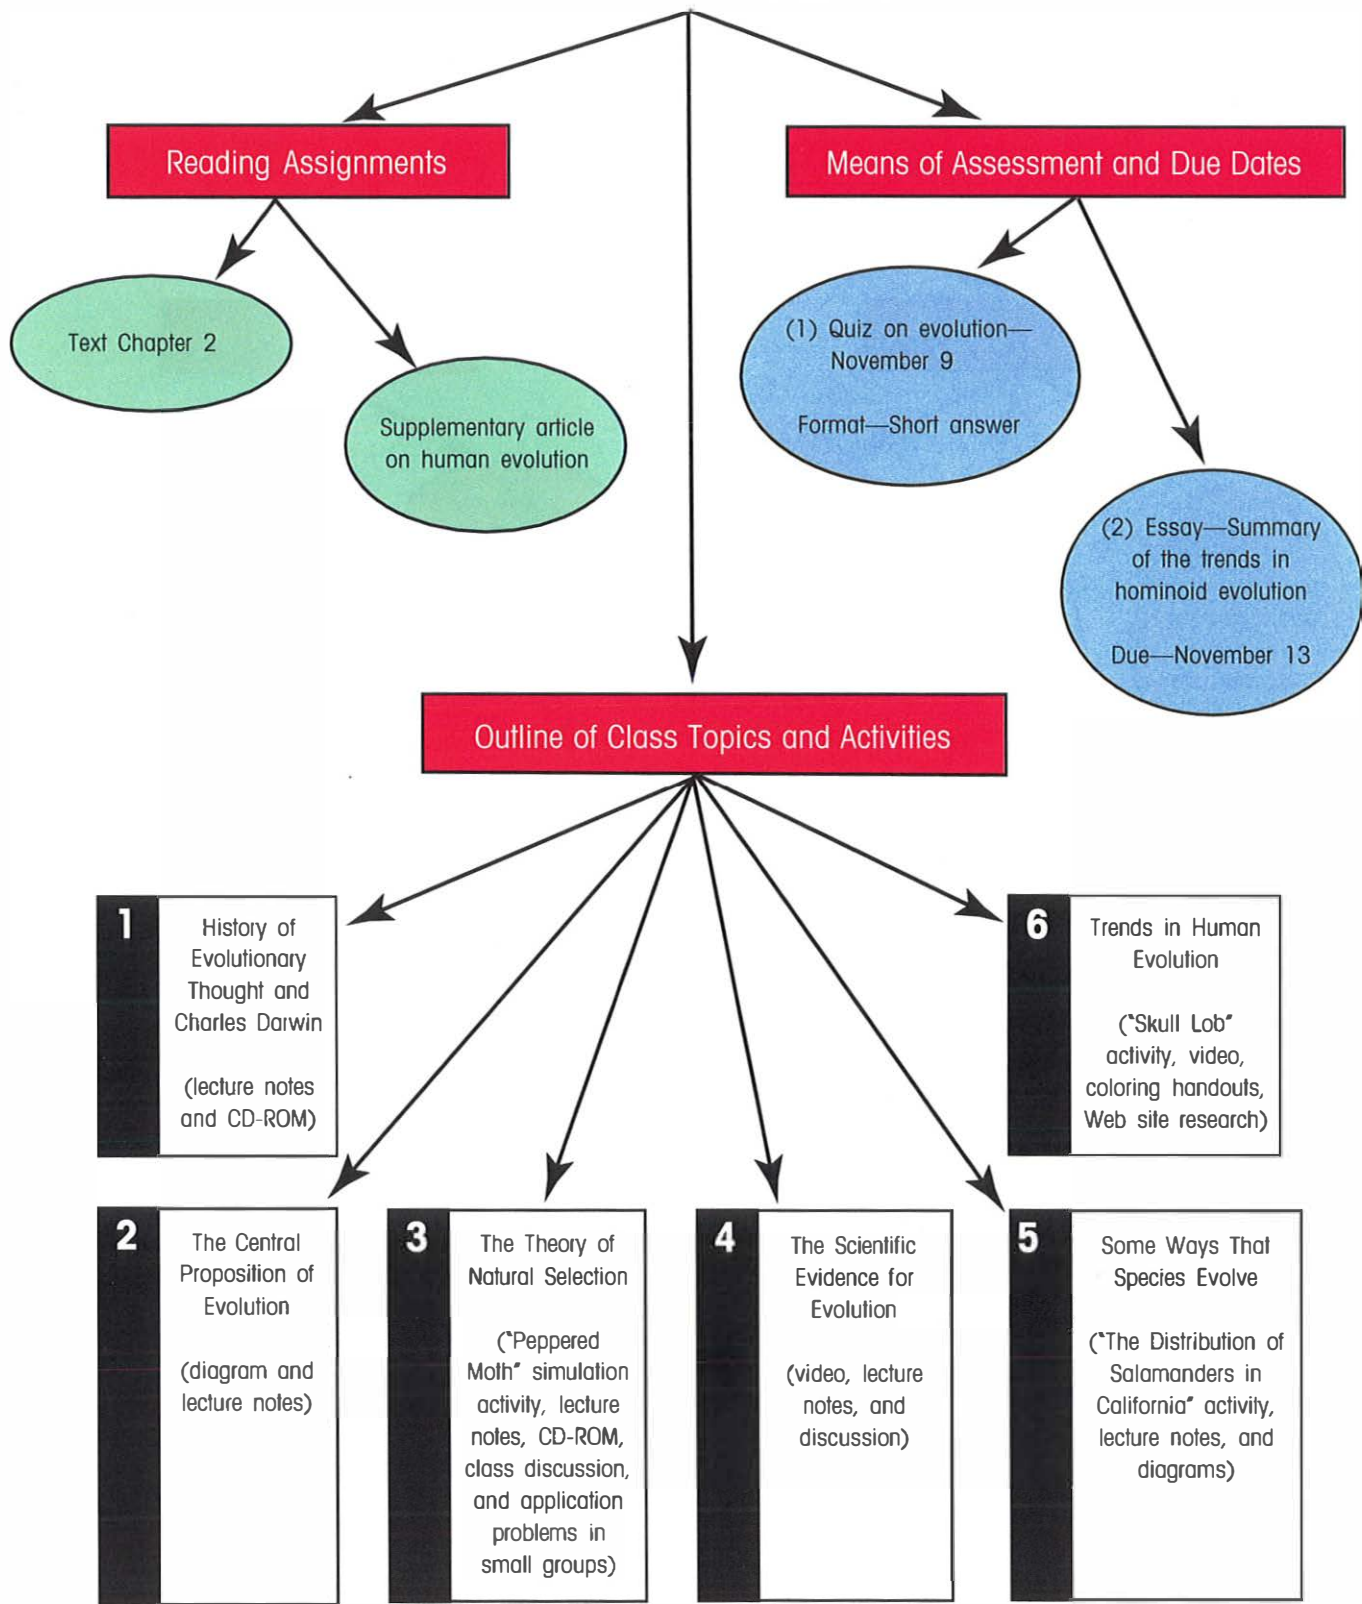 Reading Assignments
Means of Assessment and Due Dates
Text Chapter 2
Supplementary article
on human evolution
(1) Quiz on evolution—
November 9
Format—Short answer
(2) Essay—Summary
of the trends in
hominoid evolution
Due—November 13
Outline of Class Topics and Activities
1
History of
Evolutionary
Thought and
Charles Darwin
(lecture notes
and CD-ROM)
6
Trends in Human
Evolution
("Skull Lob"
activity, video,
coloring handouts,
Web site research)
2
The Central
Proposition of
Evolution
(diagram and
lecture notes)
3
The Theory of
Natural Selection
("Peppered
Moth" simulation
activity, lecture
notes, CD-ROM,
class discussion,
and application
problems in
small groups)
4
The Scientific
Evidence for
Evolution
(video, lecture
notes, and
discussion)
5
Some Ways That
Species Evolve
("The Distribution of
Salamanders in
California" activity,
lecture notes, and
diagrams)